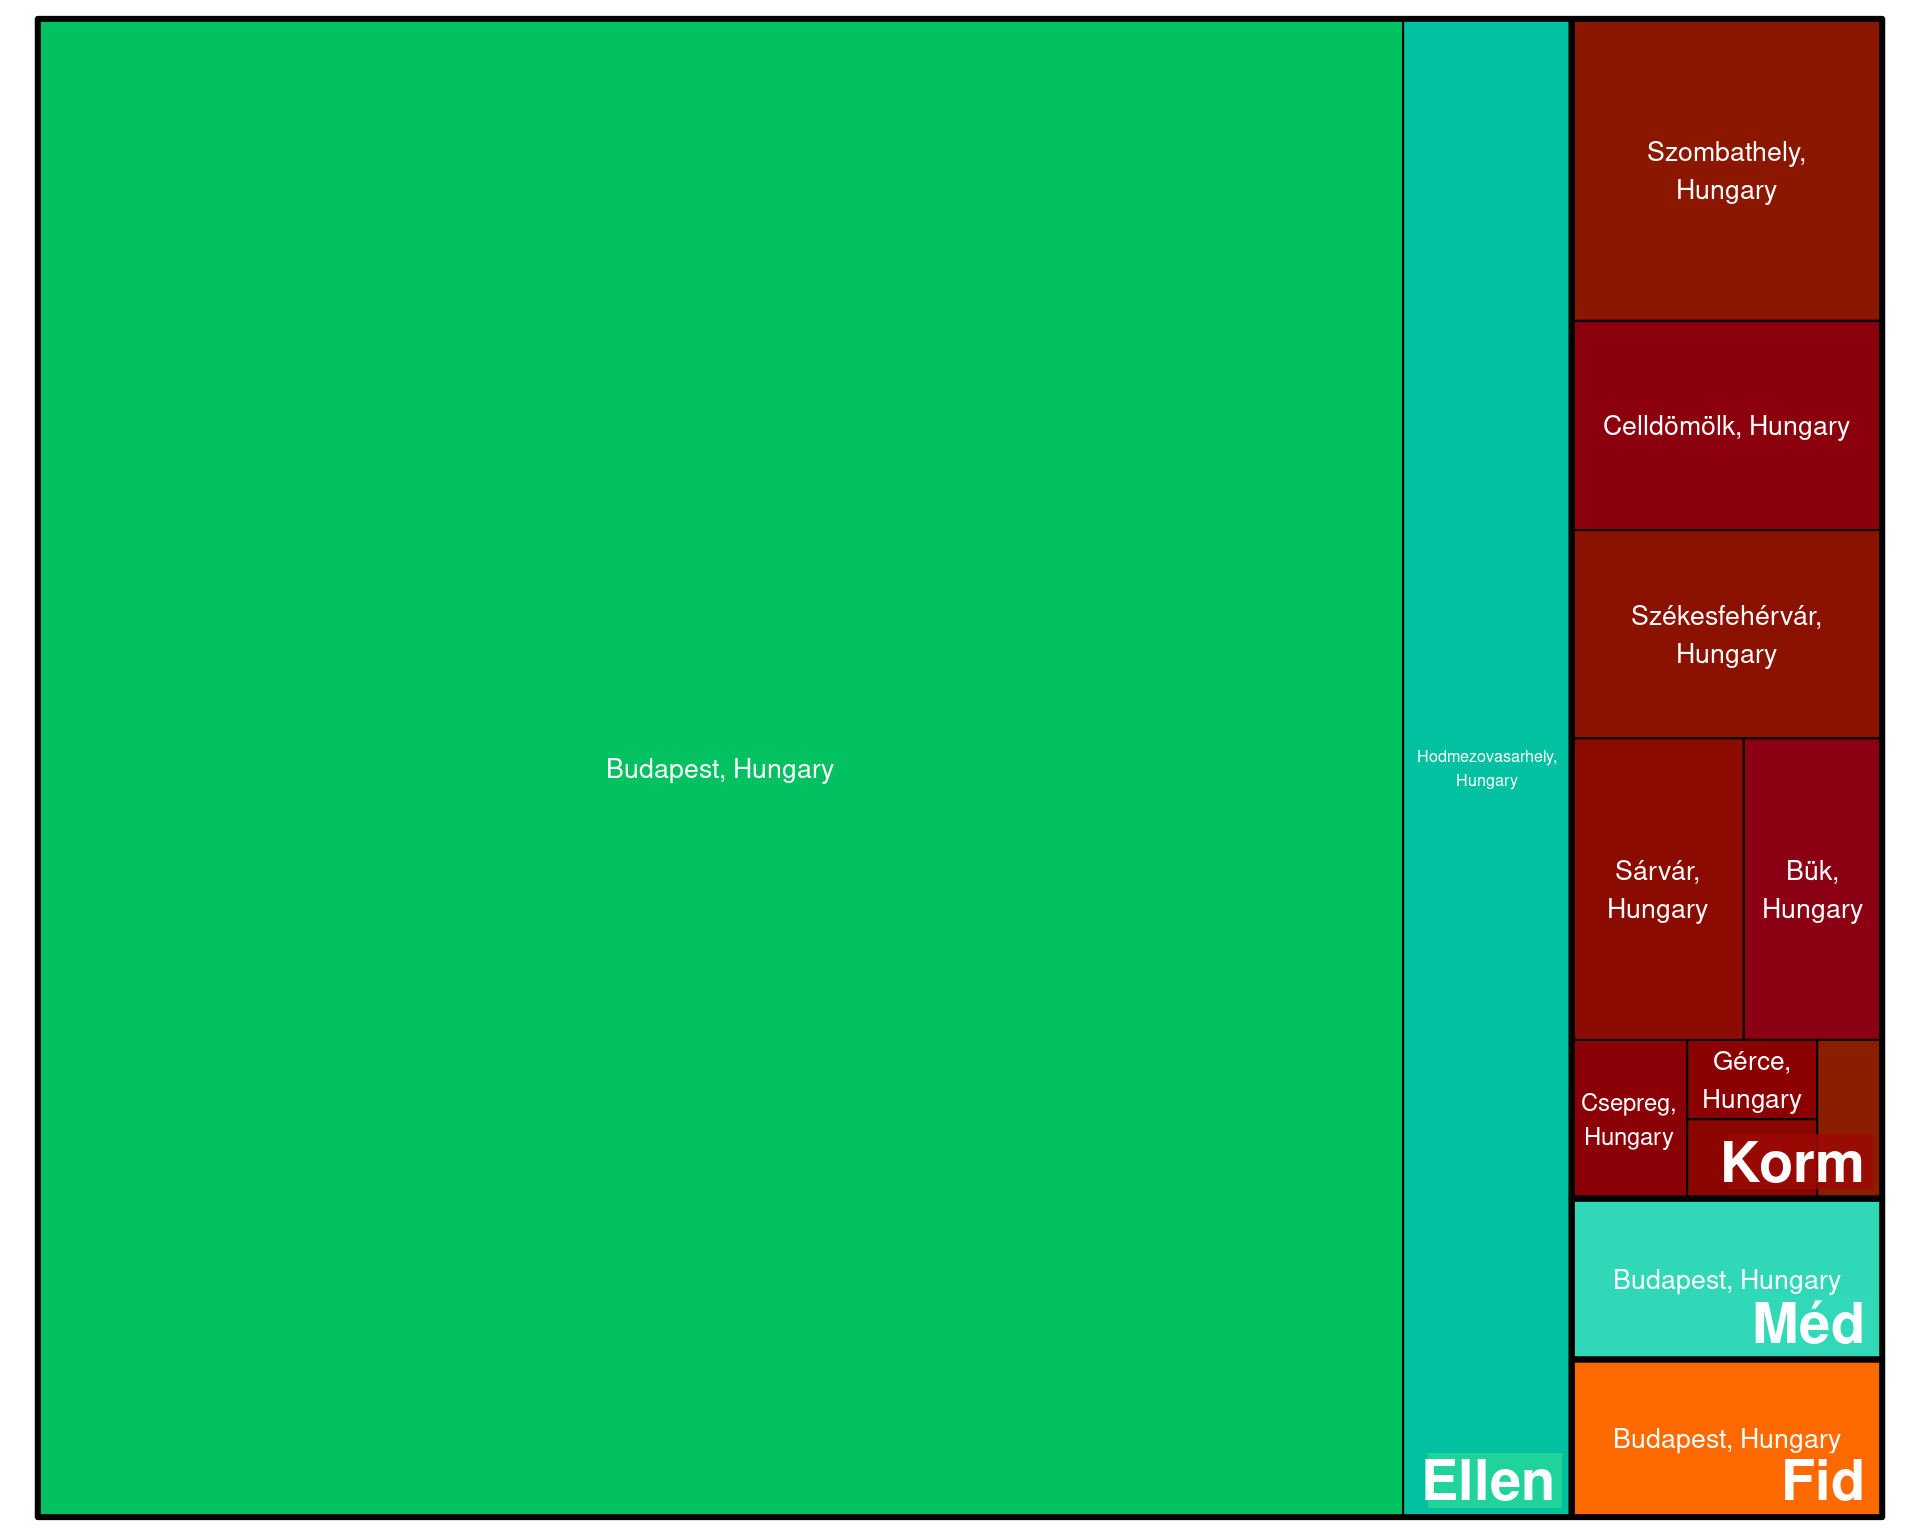 Budapest, Hungary
Hodmezovasarhely,
Hungary
Ellen
Szombathely,
Hungary
Celldömölk, Hungary
Székesfehérvár,
Hungary
Sárvár,
Hungary
Bük,
Hungary
Csepreg,
Hungary
Gérce,
Hungary
Korm
Budapest, Hungary
Méd
Budapest, Hungary
Fid